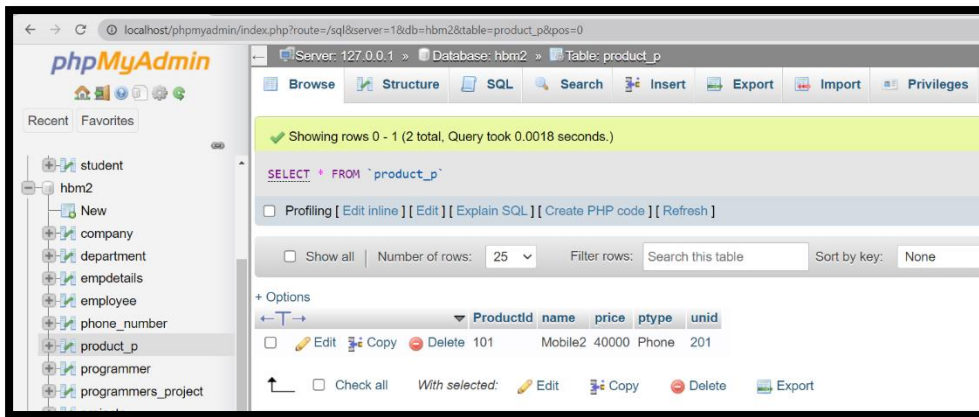 localhost/phpmyadmin/index.php?route=/sql&server=1&db=hbm2&table=product_p&pos=0
phpMyAdmin
Recent Favorites
student
hbm2
New
company
department
empdetails
employee
phone_number
product_p
programmer
programmers_project
Server: 127.0.0.1 » Database: hbm2 » Table: product_p
Browse Structure SQL Search Insert Export Import Privileges
Showing rows 0 - 1 (2 total, Query took 0.0018 seconds.)
SELECT * FROM `product_p`
Profiling [ Edit inline ] [ Edit ] [ Explain SQL ] [ Create PHP code ] [ Refresh ]
Show all | Number of rows: 25 Filter rows: Search this table Sort by key: None
+ Options
ProductId name price ptype unid
Edit Copy Delete 101 Mobile2 40000 Phone 201
Check all With selected: Edit Copy Delete Export